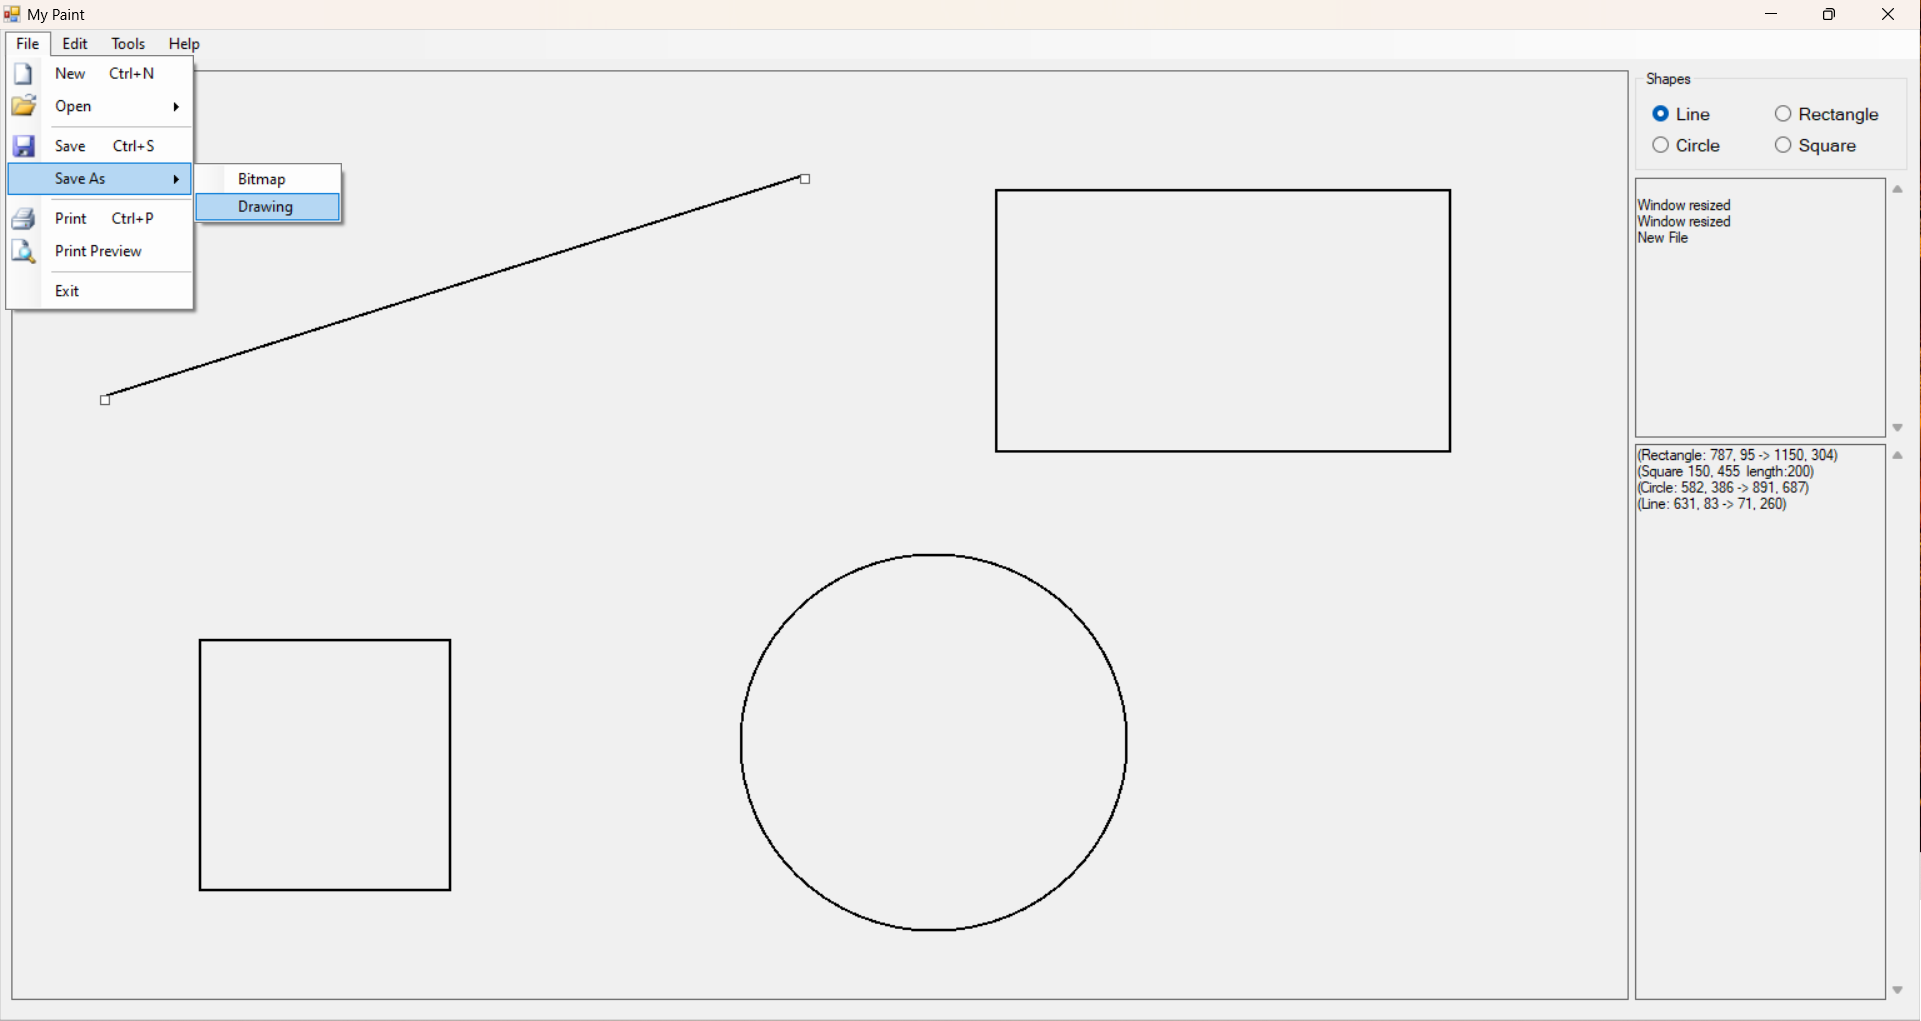 My Paint
File Edit Tools Help
New Ctrl+N
Open
Save Ctrl+S
Save As
Bitmap
Drawing
Print Ctrl+P
Print Preview
Exit
Shapes
Line Rectangle
Circle Square
Window resized
Window resized
New File
(Rectangle: 787, 95 -> 1150, 304)
(Square 150, 455 length:200)
(Circle: 582, 386 -> 891, 687)
(Line: 631, 83 -> 71, 260)